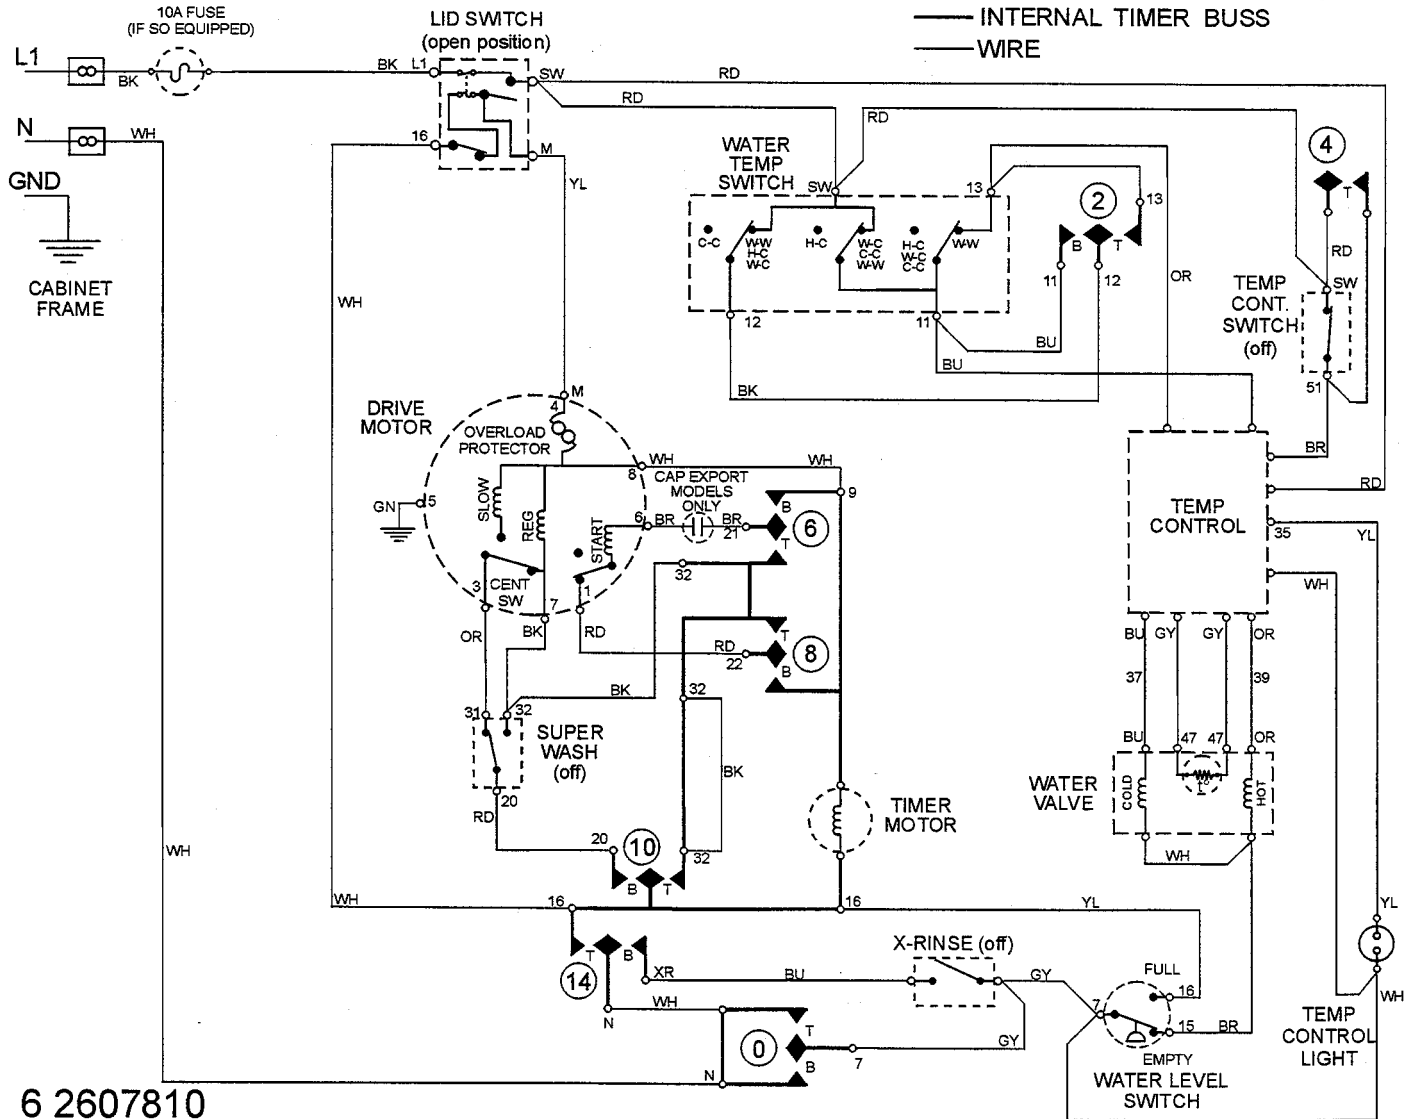 10A FUSE
(IF SO EQUIPPED)
LID SWITCH
(open position)
INTERNAL TIMER BUSS
WIRE
L1
BK
BK
L1
SW
RD
RD
RD
N
WH
16
M
YL
GND
CABINET
FRAME
WATER
TEMP
SWITCH
SW
13
C-C
W-W
H-C
W-C
H-C
W-C
C-C
W-W
H-C
W-C
C-C
W-W
12
11
2
13
B
T
11
12
BU
BU
BK
OR
4
T
RD
SW
TEMP
CONT.
SWITCH
(off)
51
BR
RD
WH
M
4
DRIVE
MOTOR
OVERLOAD
PROTECTOR
8
WH
WH
CAP EXPORT
MODELS
ONLY
9
GN
5
SLOW
REG
START
6
BR
BR
21
B
6
T
32
3
CENT
SW
7
1
OR
BK
RD
T
RD
22
8
B
BK
32
31
32
SUPER
WASH
(off)
20
RD
BK
20
10
32
B
T
TIMER
MOTOR
TEMP
CONTROL
35
YL
WH
BU
GY
GY
OR
37
39
BU
47
47
OR
WATER
VALVE
COLD
t°
HOT
WH
WH
WH
16
16
YL
YL
T
B
14
XR
BU
X-RINSE (off)
GY
FULL
16
7
15
BR
EMPTY
WATER LEVEL
SWITCH
WH
TEMP
CONTROL
LIGHT
WH
N
T
0
B
7
GY
N
6 2607810